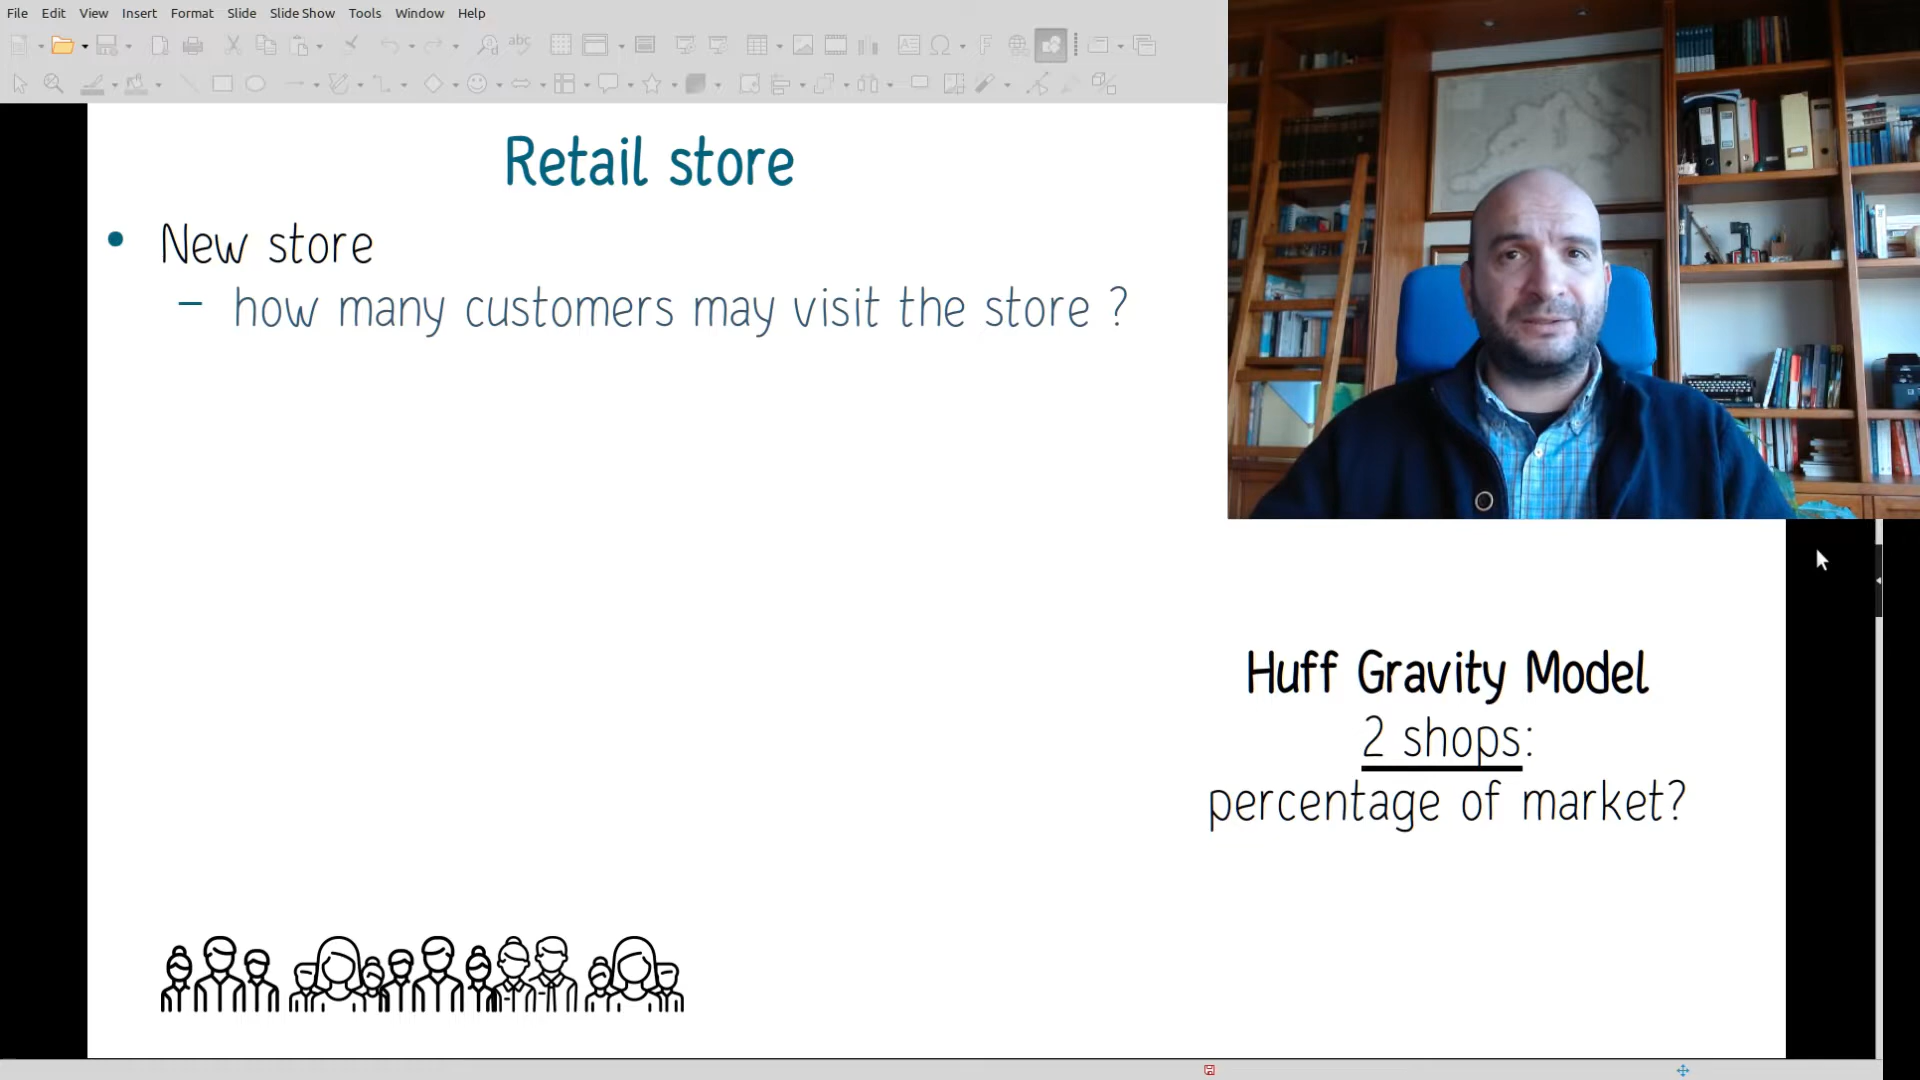 File Edit View Insert Format Slide Slide Show Tools Window Help
abc
Retail store
• New store
– how many customers may visit the store ?
Huff Gravity Model
2 shops:
percentage of market?